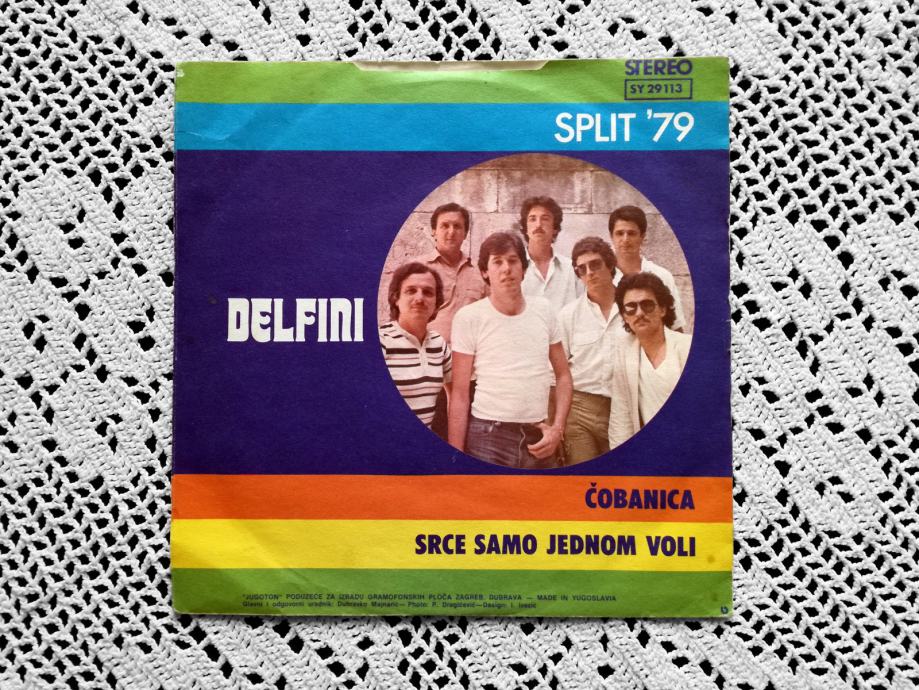 STEREO
SY 29113
SPLIT '79
DELFINI
ČOBANICA
SRCE SAMO JEDNOM VOLI
"JUGOTON" PODUZEĆE ZA IZRADU GRAMOFONSKIH PLOČA ZAGREB, DUBRAVA — MADE IN YUGOSLAVIA
Glavni i odgovorni urednik: Dubravko Majnarić — Photo: P. Dragičević — Design: I. Ivezić